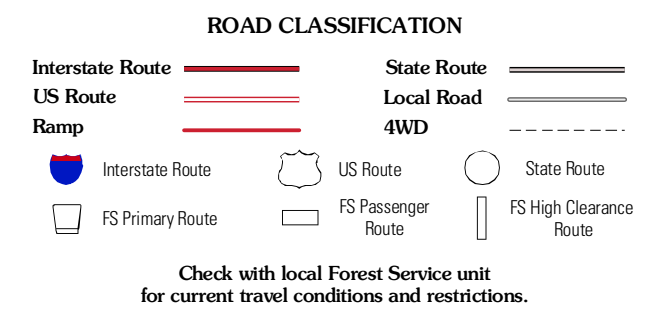 ROAD CLASSIFICATION
Interstate Route
State Route
US Route
Local Road
Ramp
4WD
Interstate Route
US Route
State Route
FS Primary Route
FS Passenger
Route
FS High Clearance
Route
Check with local Forest Service unit
for current travel conditions and restrictions.